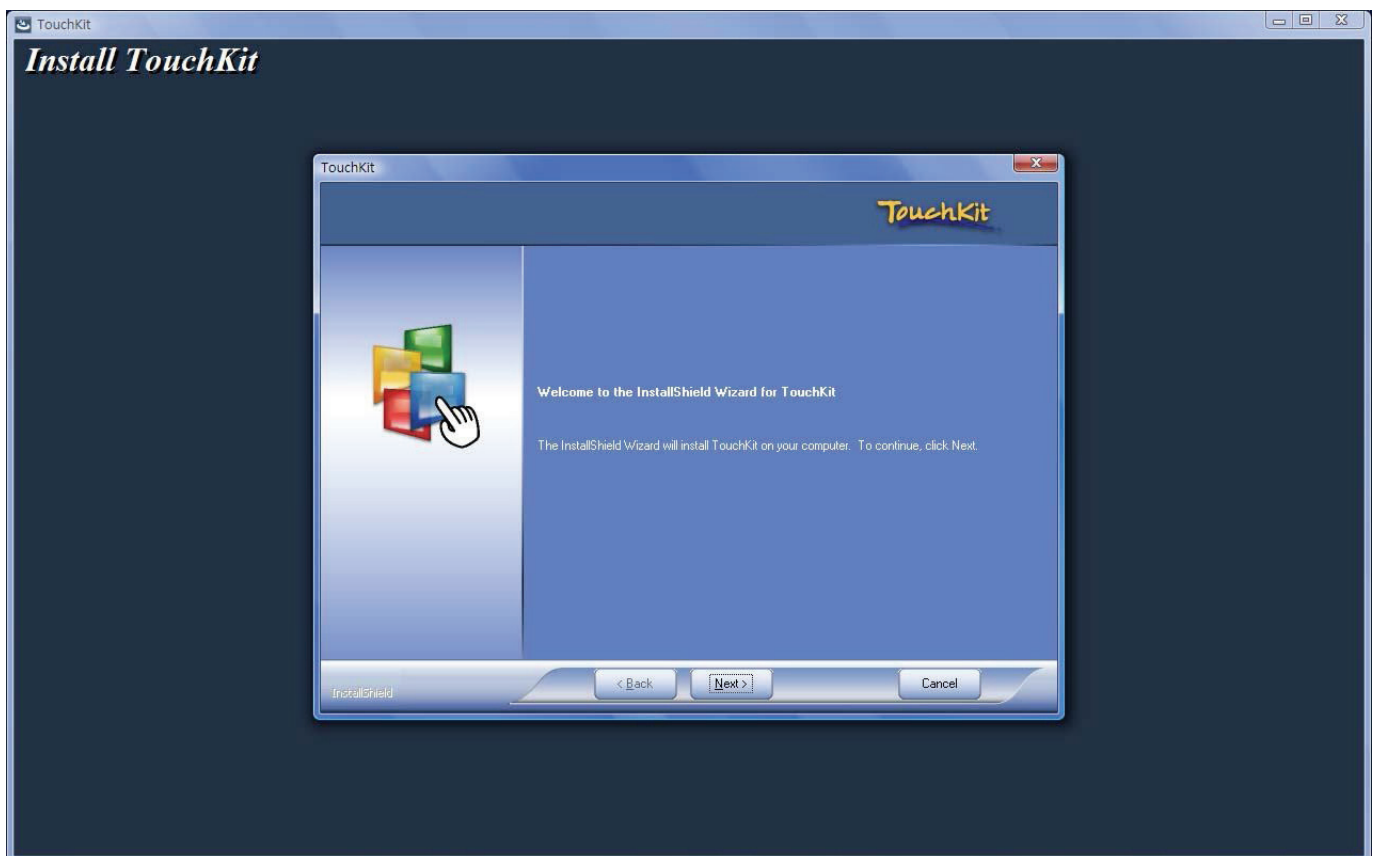 TouchKit
Install TouchKit
TouchKit
TouchKit
Welcome to the InstallShield Wizard for TouchKit
The InstallShield Wizard will install TouchKit on your computer. To continue, click Next.
InstallShield
< Back Next > Cancel